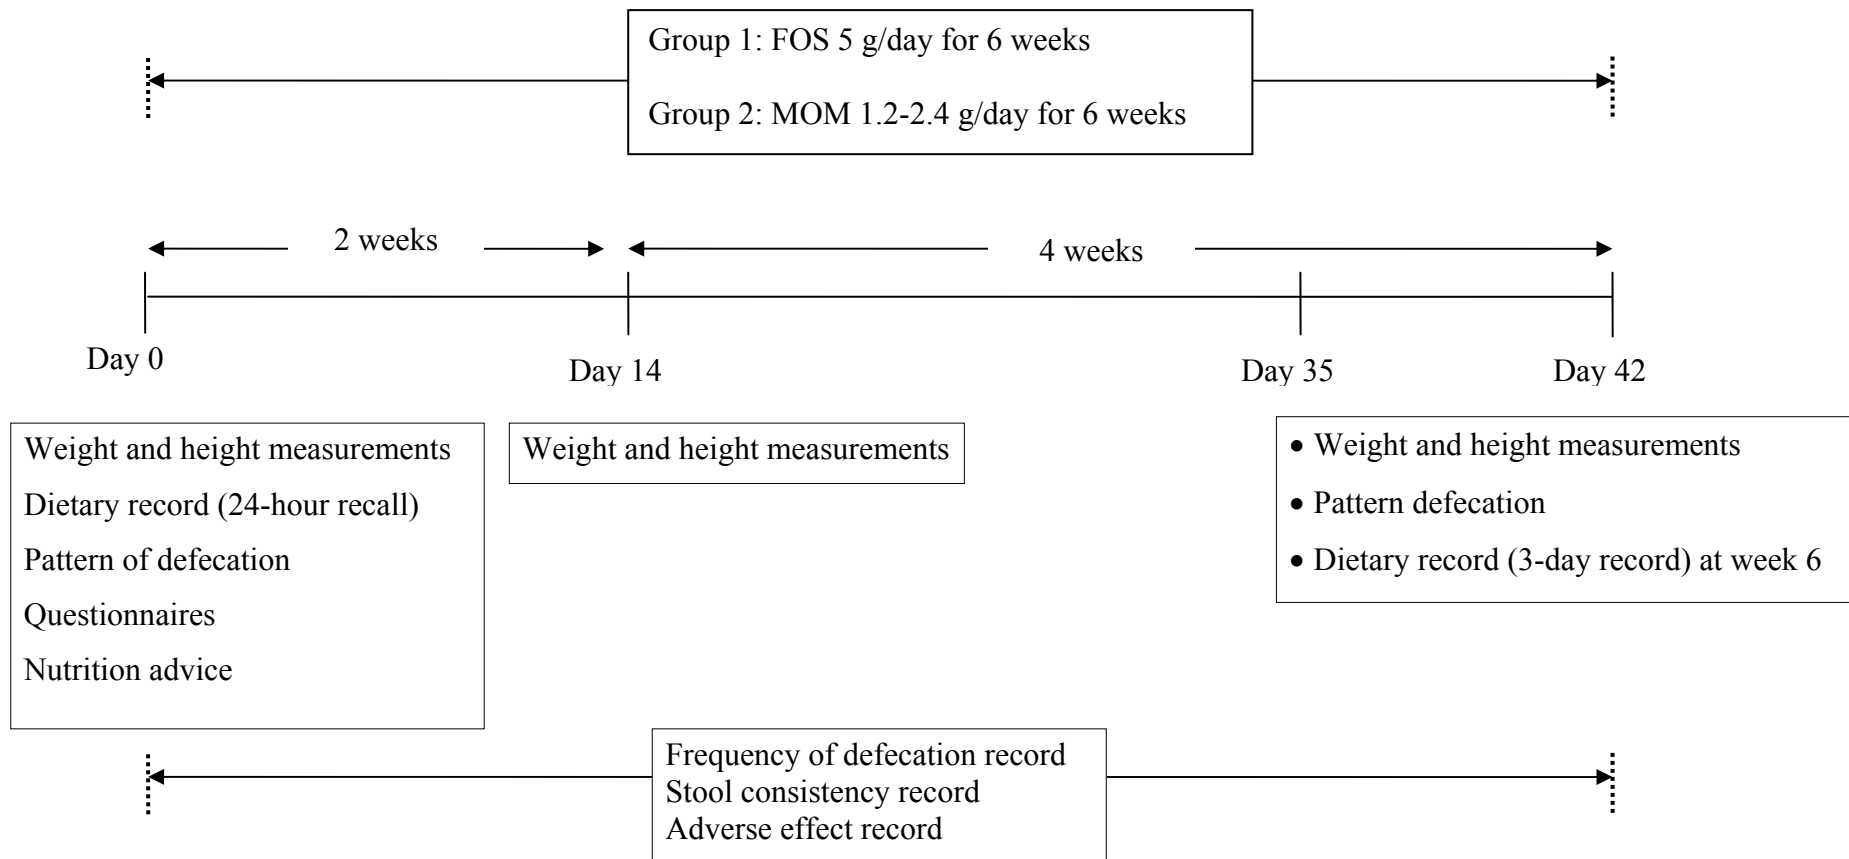 Group 1: FOS 5 g/day for 6 weeks
Group 2: MOM 1.2-2.4 g/day for 6 weeks
2 weeks
4 weeks
Day 0
Day 14
Day 35
Day 42
Weight and height measurements
Dietary record (24-hour recall)
Pattern of defecation
Questionnaires
Nutrition advice
Weight and height measurements
• Weight and height measurements
• Pattern defecation
• Dietary record (3-day record) at week 6
Frequency of defecation record
Stool consistency record
Adverse effect record